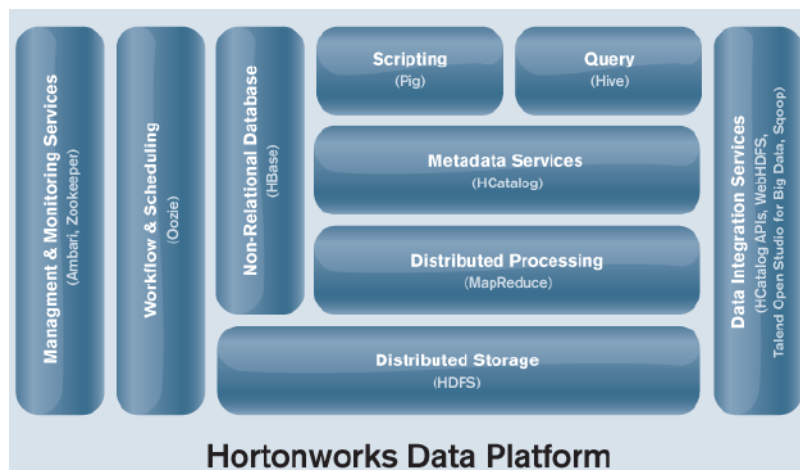 Managment & Monitoring Services
(Ambari, Zookeeper)
Workflow & Scheduling
(Oozie)
Non-Relational Database
(HBase)
Scripting
(Pig)
Query
(Hive)
Metadata Services
(HCatalog)
Distributed Processing
(MapReduce)
Distributed Storage
(HDFS)
Data Integration Services
(HCatalog APIs, WebHDFS,
Talend Open Studio for Big Data, Sqoop)
Hortonworks Data Platform